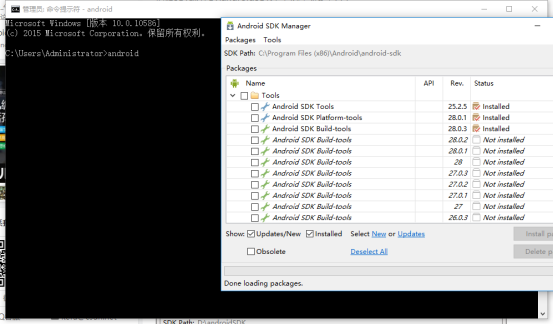 管理员: 命令提示符 - android
Microsoft Windows [版本 10.0.10586]
(c) 2015 Microsoft Corporation。保留所有权利。
C:\Users\Administrator>android
Android SDK Manager
Packages Tools
SDK Path: C:\Program Files (x86)\Android\android-sdk
Packages
Name API Rev. Status
Tools
Android SDK Tools 25.2.5 Installed
Android SDK Platform-tools 28.0.1 Installed
Android SDK Build-tools 28.0.3 Installed
Android SDK Build-tools 28.0.2 Not installed
Android SDK Build-tools 28.0.1 Not installed
Android SDK Build-tools 28 Not installed
Android SDK Build-tools 27.0.3 Not installed
Android SDK Build-tools 27.0.2 Not installed
Android SDK Build-tools 27.0.1 Not installed
Android SDK Build-tools 27 Not installed
Android SDK Build-tools 26.0.3 Not installed
Show: Updates/New Installed Select New or Updates Install pa
Obsolete Deselect All Delete p
Done loading packages.
SDK Path: D:\androidSDK